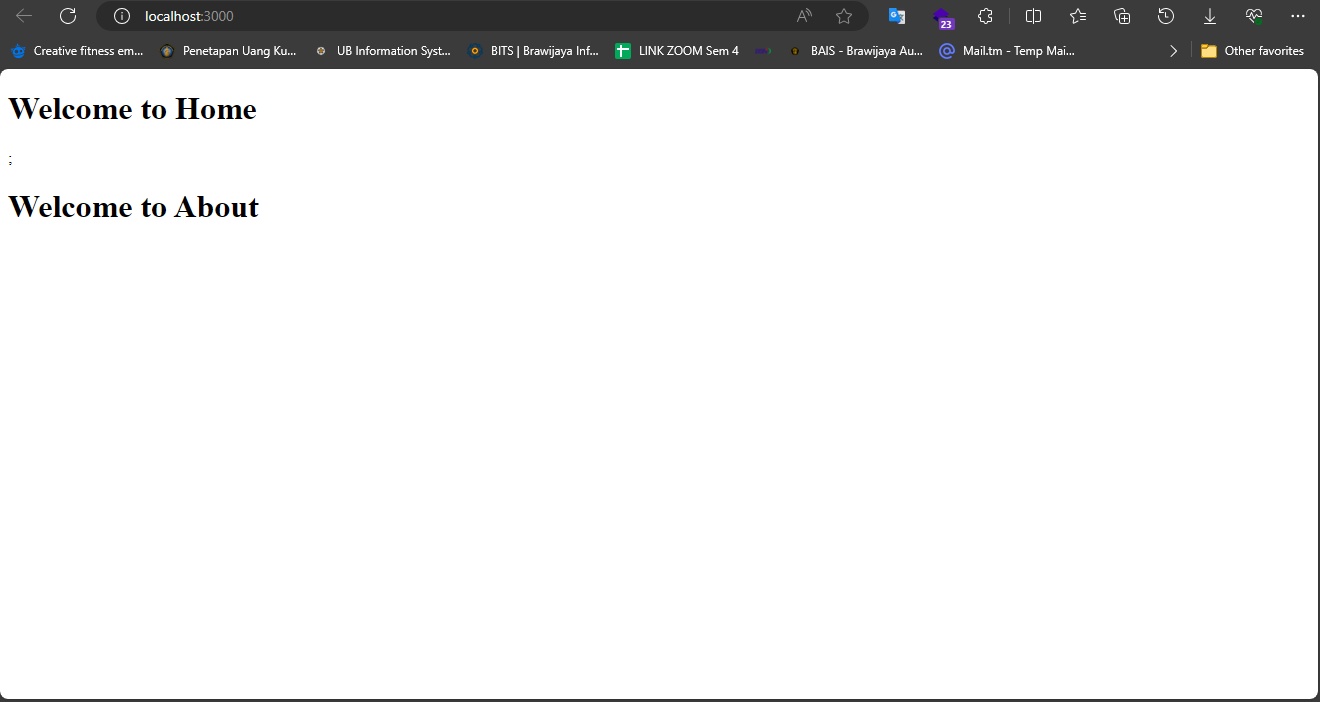 localhost:3000
23
Creative fitness em... Penetapan Uang Ku... UB Information Syst... BITS | Brawijaya Inf... LINK ZOOM Sem 4 BAIS - Brawijaya Au... Mail.tm - Temp Mai... Other favorites
Welcome to Home
;
Welcome to About